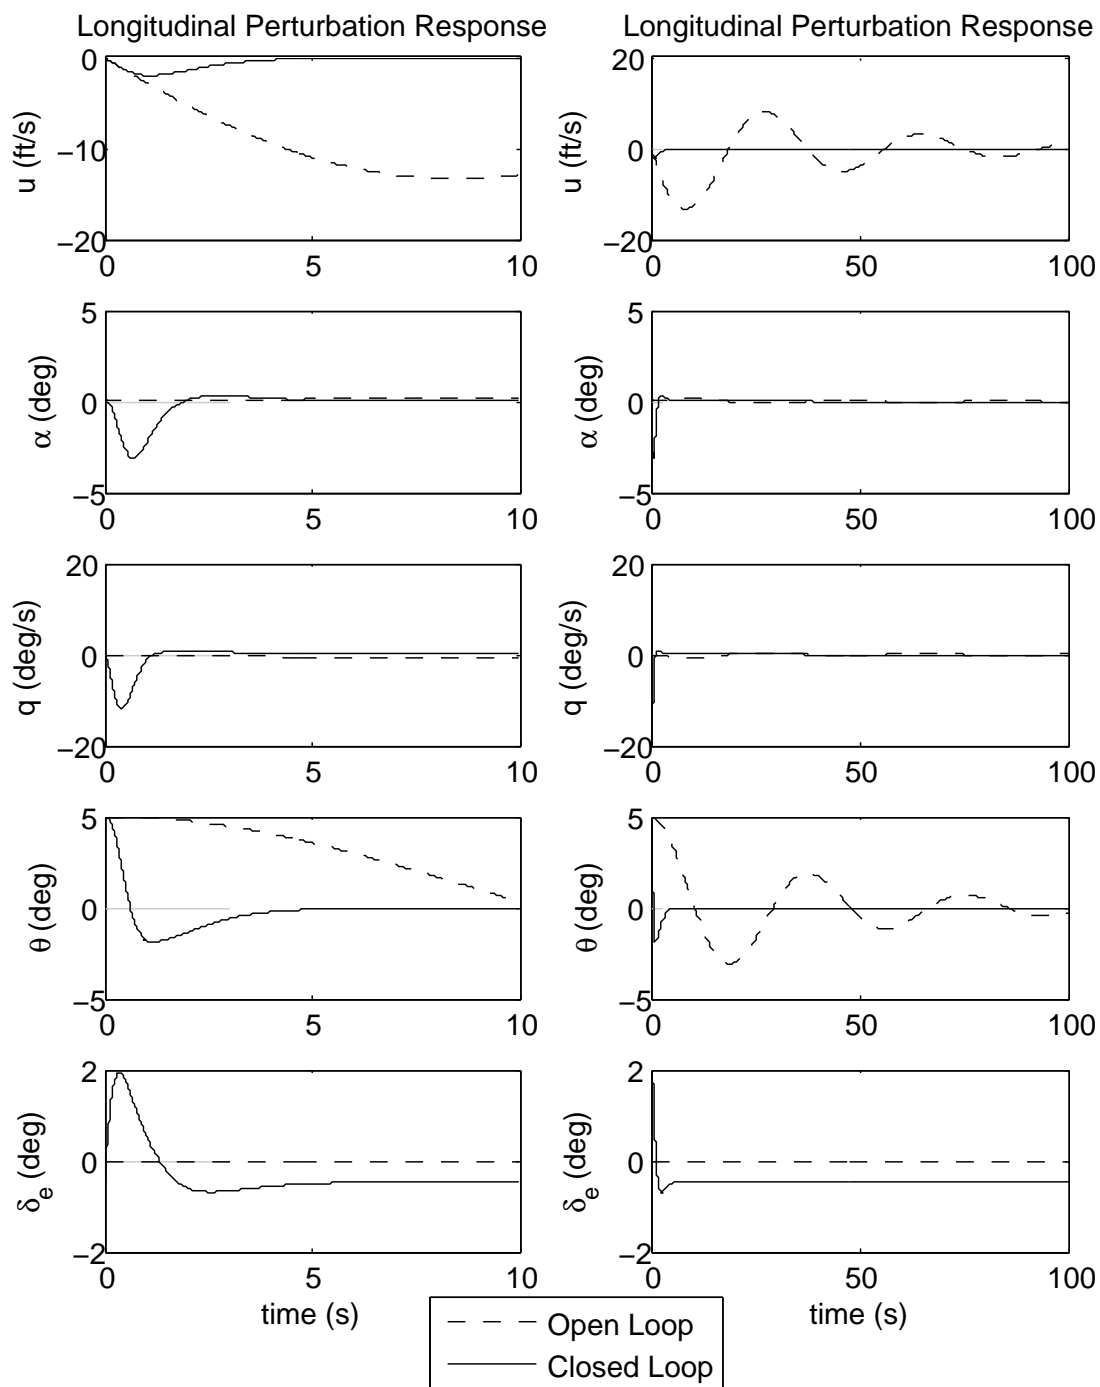 Longitudinal Perturbation Response
0
−10
−20
u (ft/s)
0 5 10
Longitudinal Perturbation Response
20
0
−20
u (ft/s)
0 50 100
5
0
−5
α (deg)
0 5 10
5
0
−5
α (deg)
0 50 100
20
0
−20
q (deg/s)
0 5 10
20
0
−20
q (deg/s)
0 50 100
5
0
−5
θ (deg)
0 5 10
5
0
−5
θ (deg)
0 50 100
2
0
−2
δe (deg)
0 5 10
time (s)
2
0
−2
δe (deg)
0 50 100
time (s)
Open Loop
Closed Loop